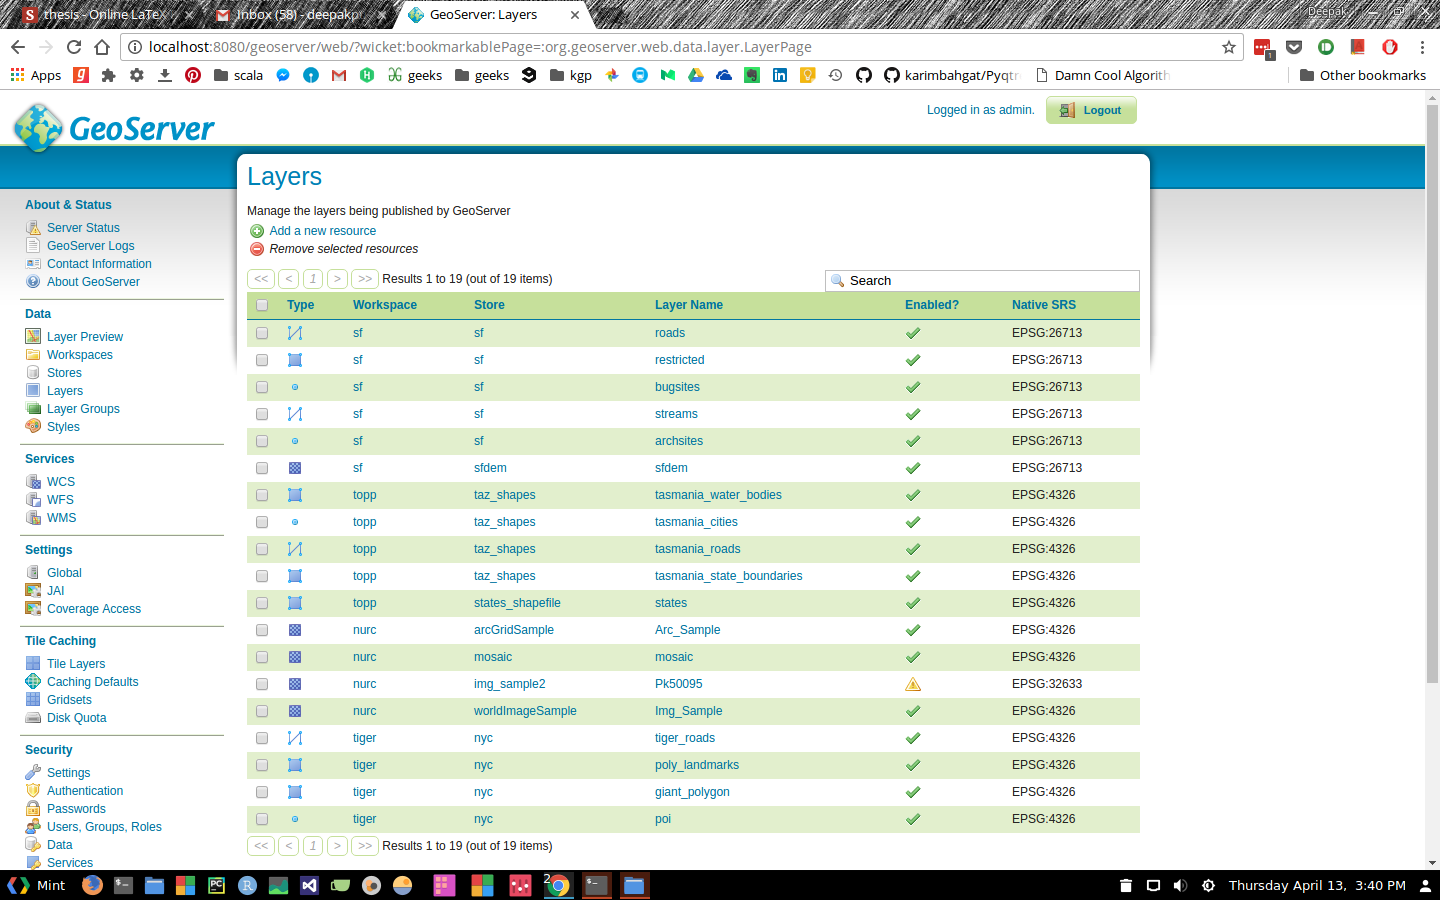 thesis - Online LaTeX
Inbox (58) - deepakp
GeoServer: Layers
Deepak
localhost:8080/geoserver/web/?wicket:bookmarkablePage=:org.geoserver.web.data.layer.LayerPage
1
Apps
scala
geeks
geeks
kgp
karimbahgat/Pyqtr
Damn Cool Algorith
Other bookmarks
GeoServer
Logged in as admin.
Logout
About & Status
Server Status
GeoServer Logs
Contact Information
About GeoServer
Data
Layer Preview
Workspaces
Stores
Layers
Layer Groups
Styles
Services
WCS
WFS
WMS
Settings
Global
JAI
Coverage Access
Tile Caching
Tile Layers
Caching Defaults
Gridsets
Disk Quota
Security
Settings
Authentication
Passwords
Users, Groups, Roles
Data
Services
Layers
Manage the layers being published by GeoServer
Add a new resource
Remove selected resources
<< < 1 > >> Results 1 to 19 (out of 19 items)
Search
Type Workspace Store Layer Name Enabled? Native SRS
sf sf roads EPSG:26713
sf sf restricted EPSG:26713
sf sf bugsites EPSG:26713
sf sf streams EPSG:26713
sf sf archsites EPSG:26713
sf sfdem sfdem EPSG:26713
topp taz_shapes tasmania_water_bodies EPSG:4326
topp taz_shapes tasmania_cities EPSG:4326
topp taz_shapes tasmania_roads EPSG:4326
topp taz_shapes tasmania_state_boundaries EPSG:4326
topp states_shapefile states EPSG:4326
nurc arcGridSample Arc_Sample EPSG:4326
nurc mosaic mosaic EPSG:4326
nurc img_sample2 Pk50095 EPSG:32633
nurc worldImageSample Img_Sample EPSG:4326
tiger nyc tiger_roads EPSG:4326
tiger nyc poly_landmarks EPSG:4326
tiger nyc giant_polygon EPSG:4326
tiger nyc poi EPSG:4326
<< < 1 > >> Results 1 to 19 (out of 19 items)
Mint
2
Thursday April 13, 3:40 PM